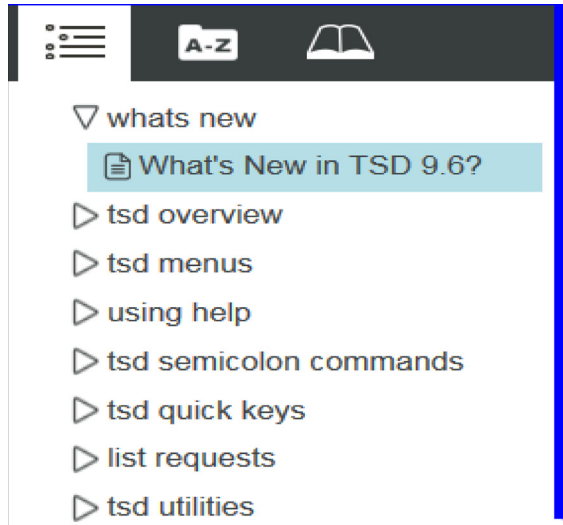 A-Z
whats new
What's New in TSD 9.6?
tsd overview
tsd menus
using help
tsd semicolon commands
tsd quick keys
list requests
tsd utilities